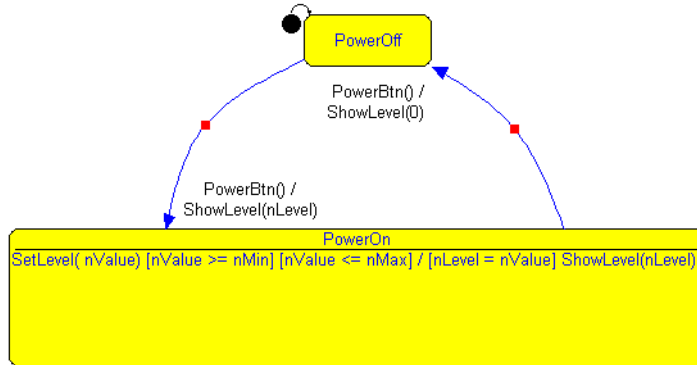 PowerOff
PowerBtn() /
ShowLevel(0)
PowerBtn() /
ShowLevel(nLevel)
PowerOn
SetLevel( nValue) [nValue >= nMin] [nValue <= nMax] / [nLevel = nValue] ShowLevel(nLevel)